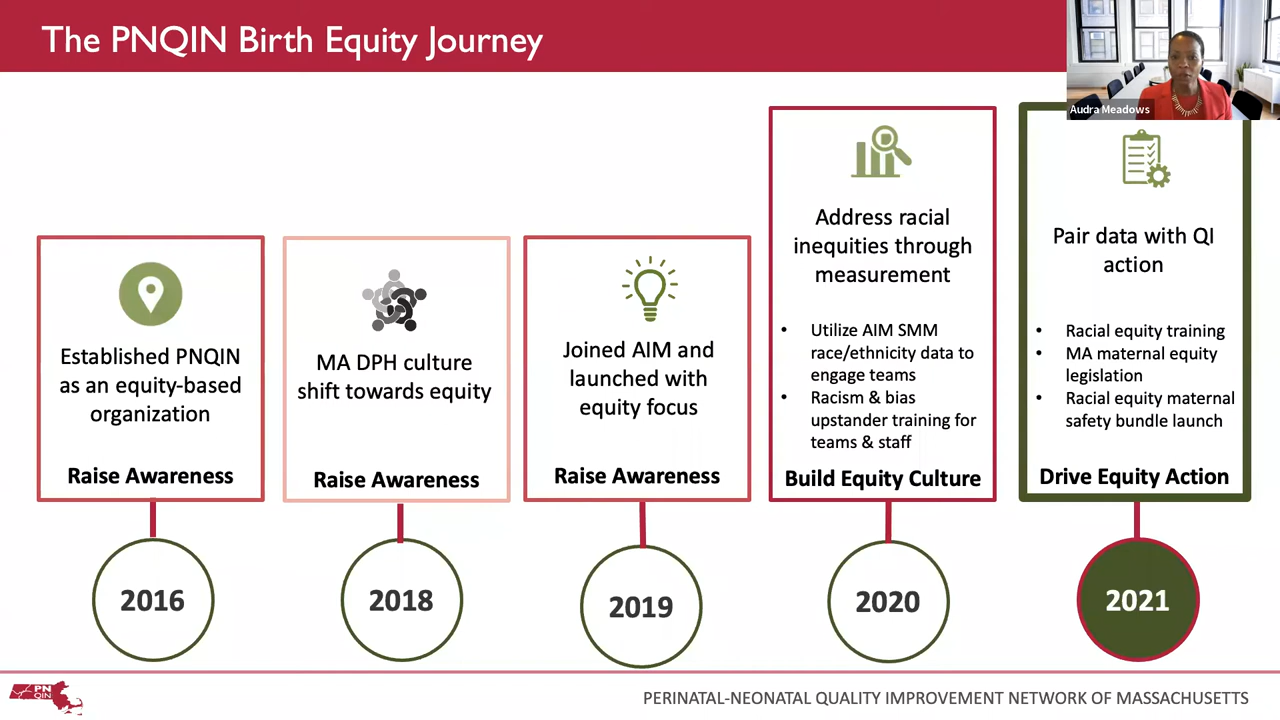 The PNQIN Birth Equity Journey
Audra Meadows
Established PNQIN
as an equity-based
organization
Raise Awareness
2016
MA DPH culture
shift towards equity
Raise Awareness
2018
Joined AIM and
launched with
equity focus
Raise Awareness
2019
Address racial
inequities through
measurement
• Utilize AIM SMM
race/ethnicity data to
engage teams
• Racism & bias
upstander training for
teams & staff
Build Equity Culture
2020
Pair data with QI
action
• Racial equity training
• MA maternal equity
legislation
• Racial equity maternal
safety bundle launch
Drive Equity Action
2021
PN
QIN
PERINATAL-NEONATAL QUALITY IMPROVEMENT NETWORK OF MASSACHUSETTS